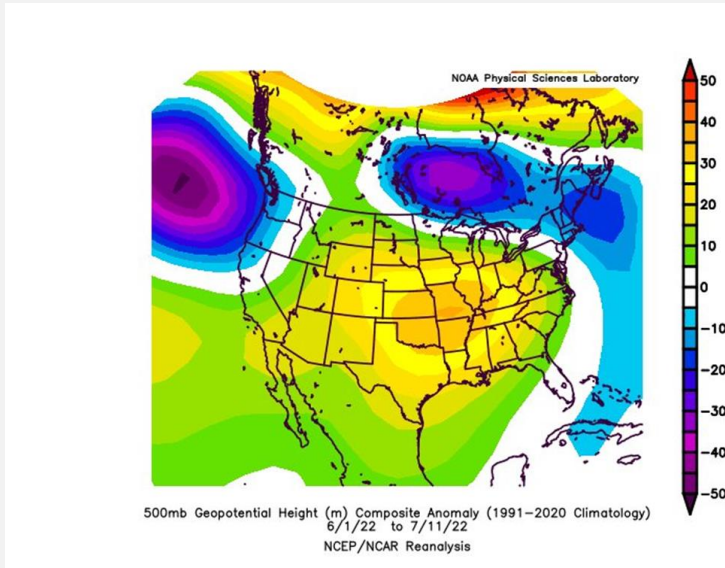 NOAA Physical Sciences Laboratory
50
40
30
20
10
0
-10
-20
-30
-40
-50
500mb Geopotential Height (m) Composite Anomaly (1991-2020 Climatology)
6/1/22 to 7/11/22
NCEP/NCAR Reanalysis